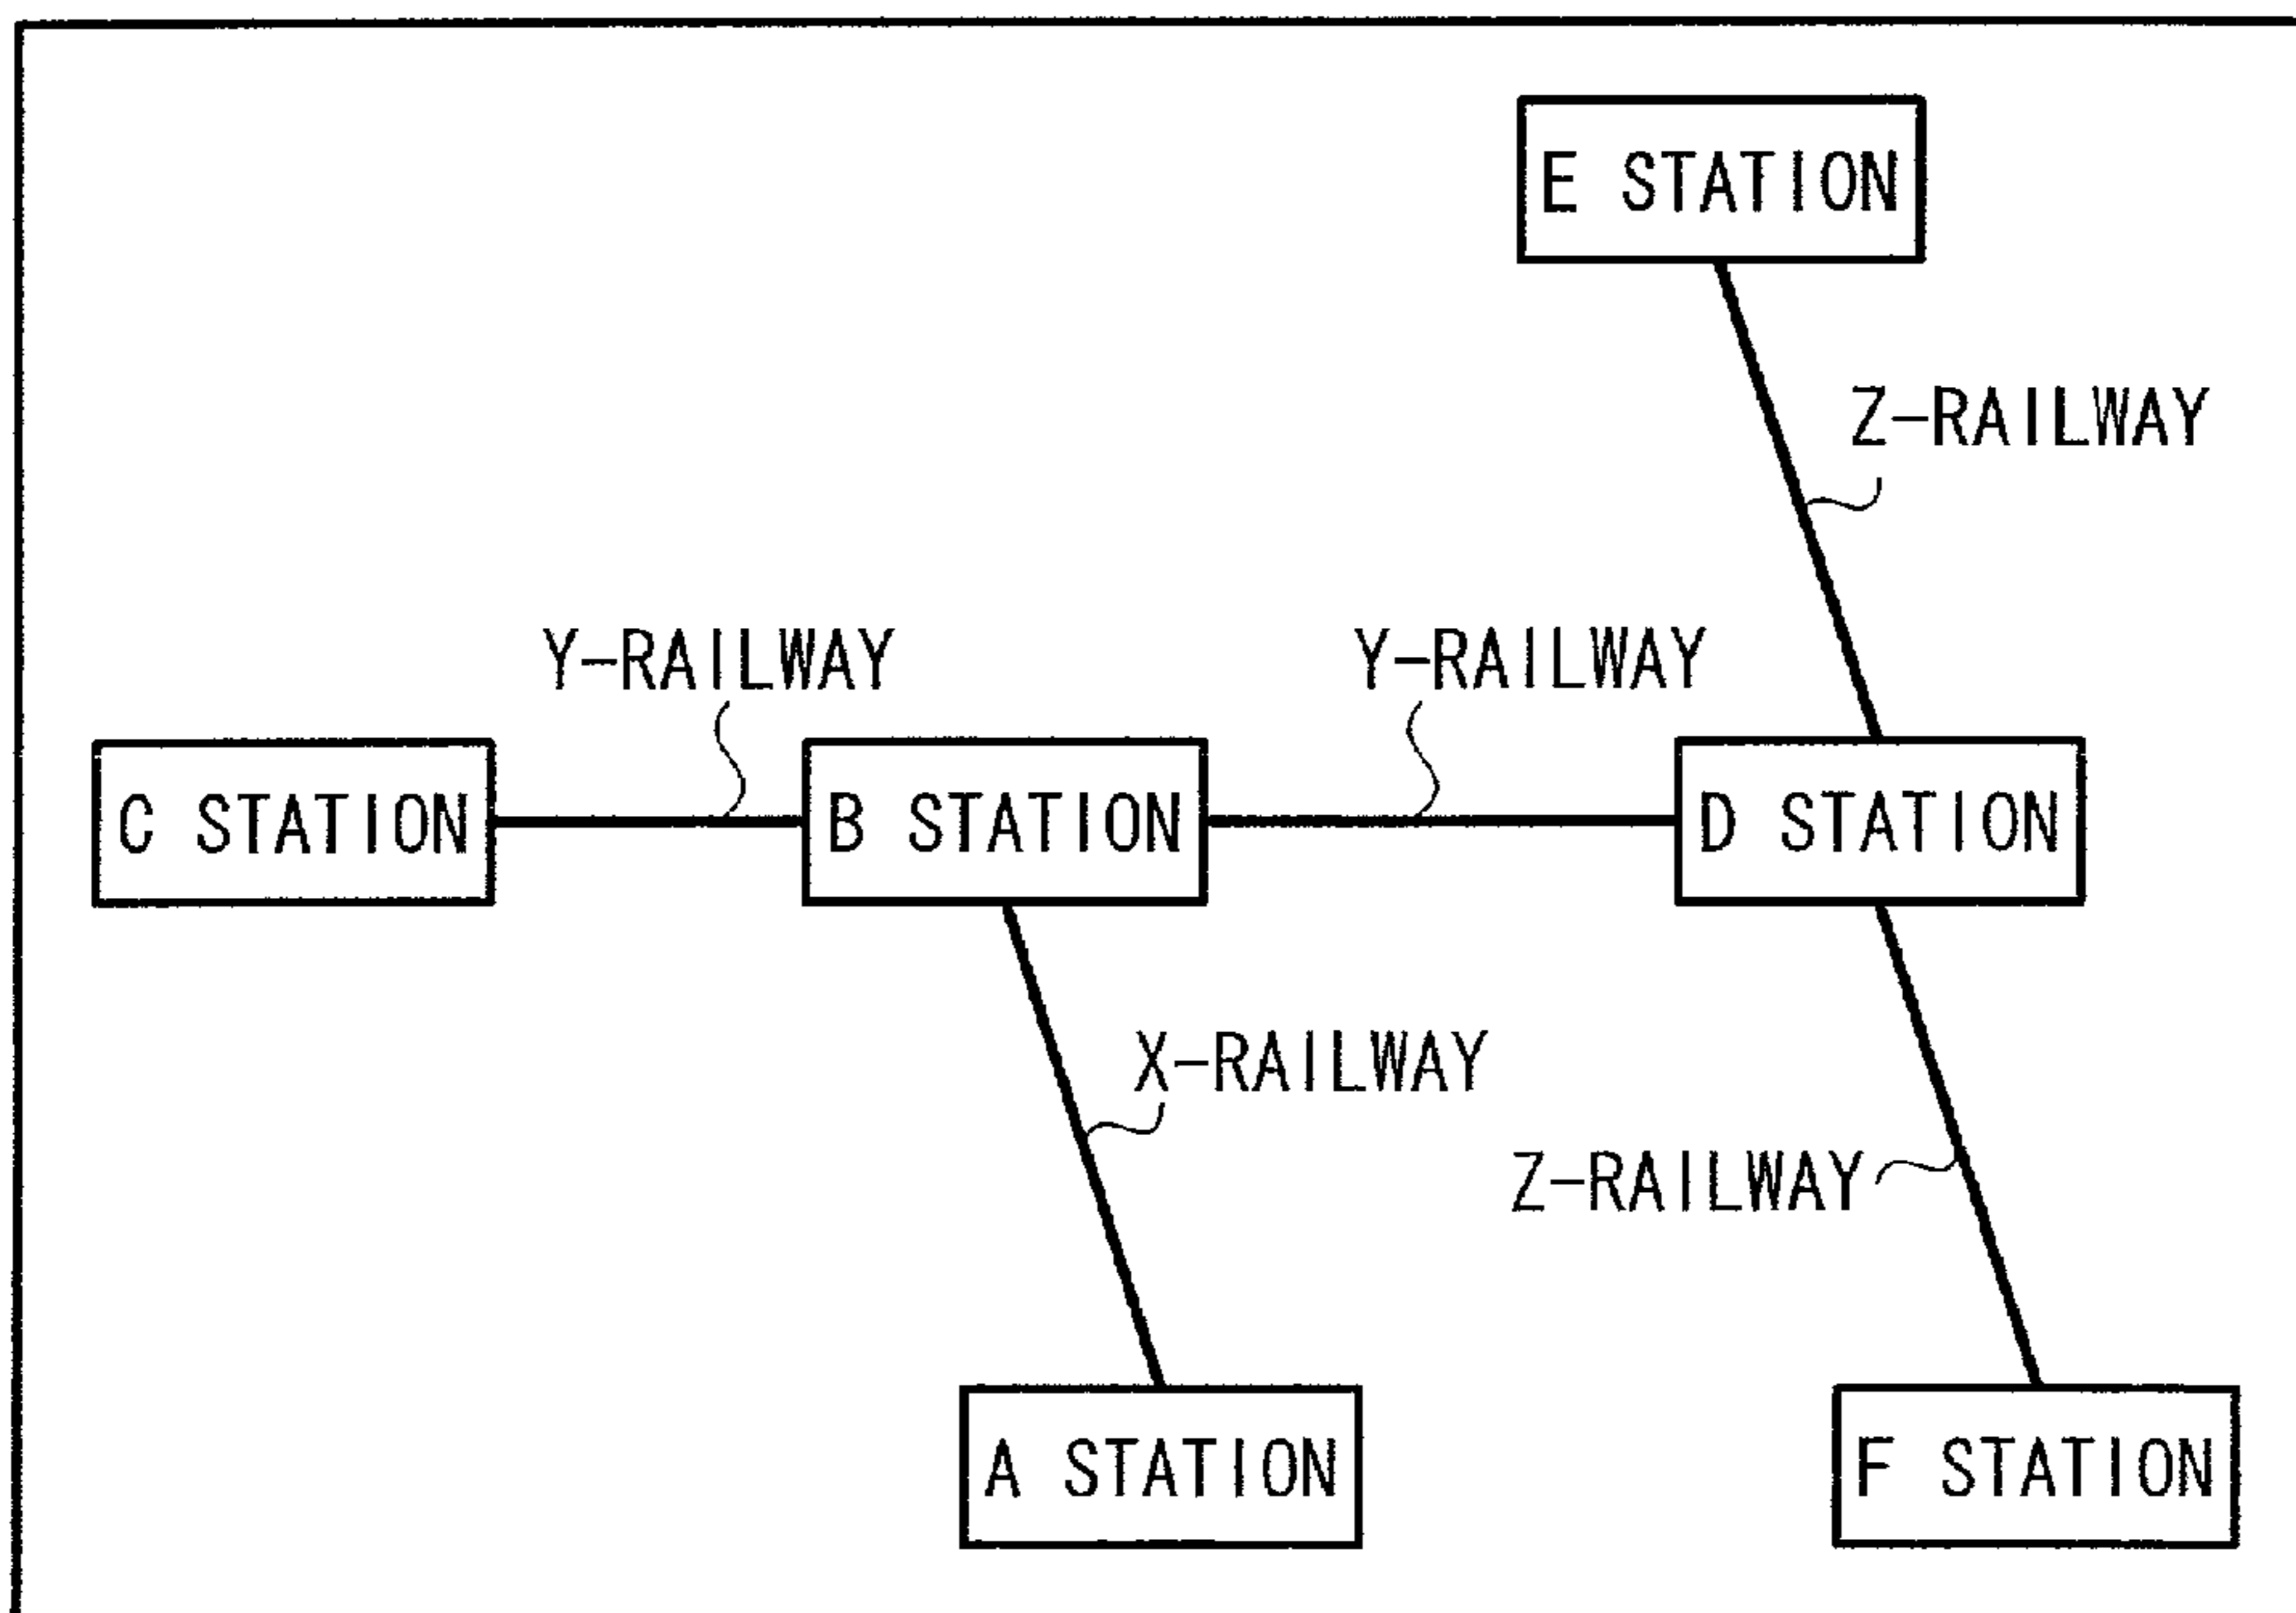 E STATION
Z-RAILWAY
Y-RAILWAY
Y-RAILWAY
C STATION
B STATION
D STATION
X-RAILWAY
Z-RAILWAY
A STATION
F STATION